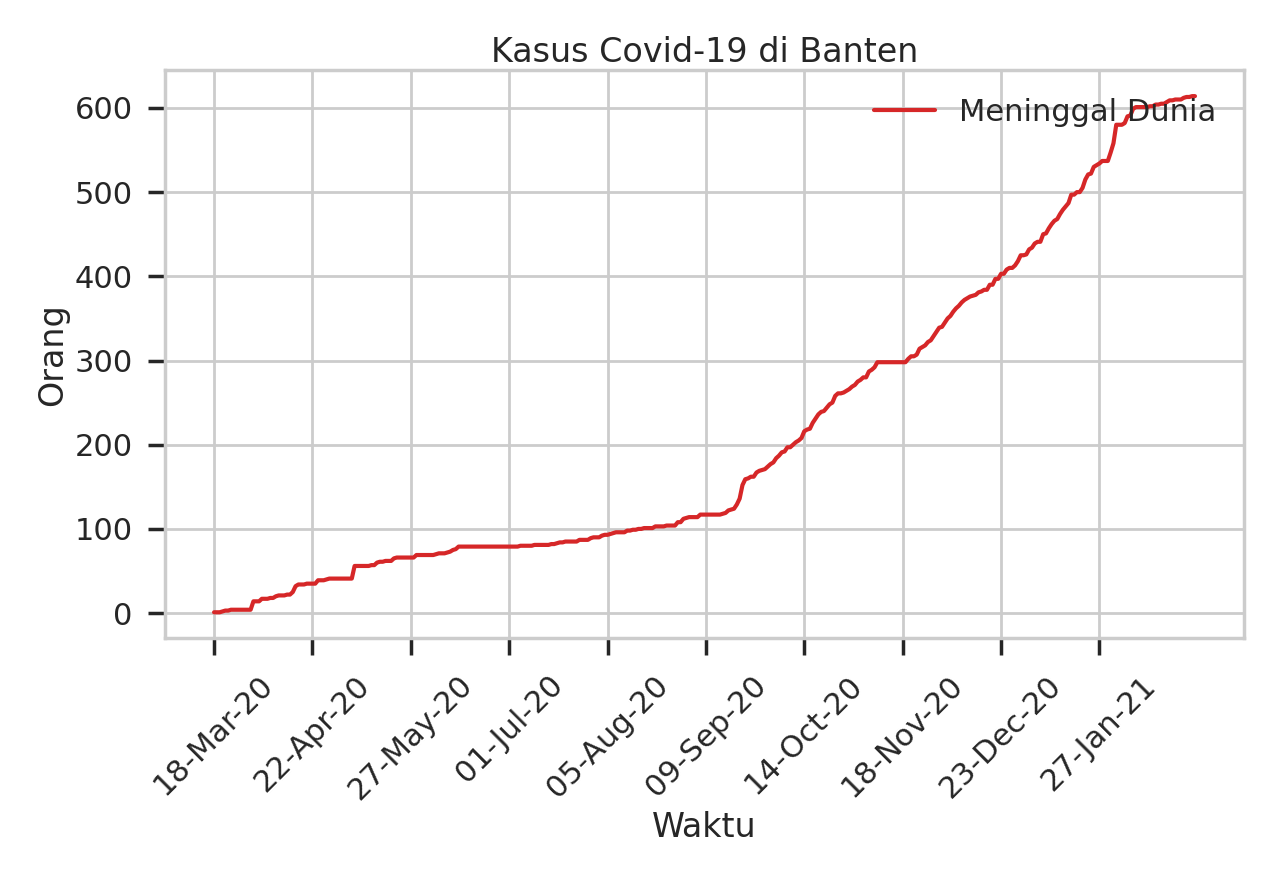 Kasus Covid-19 di Banten
Meninggal Dunia
600
500
400
300
200
100
0
Orang
18-Mar-20
22-Apr-20
27-May-20
01-Jul-20
05-Aug-20
09-Sep-20
14-Oct-20
18-Nov-20
23-Dec-20
27-Jan-21
Waktu